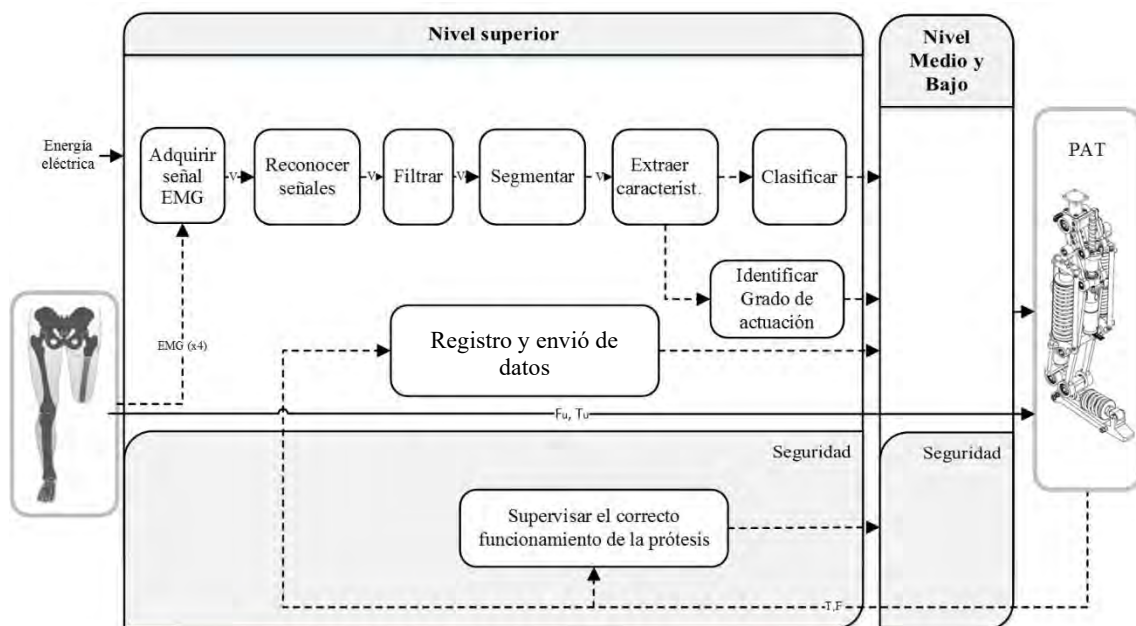 Nivel superior
Nivel
Medio y
Bajo
Energía
eléctrica
Adquirir
señal
EMG
V
Reconocer
señales
V
Filtrar
V
Segmentar
V
Extraer
caracterist.
Clasificar
PAT
Identificar
Grado de
actuación
EMG (x4)
Registro y envió de
datos
Fu, Tu
Seguridad
Seguridad
Supervisar el correcto
funcionamiento de la prótesis
T,F